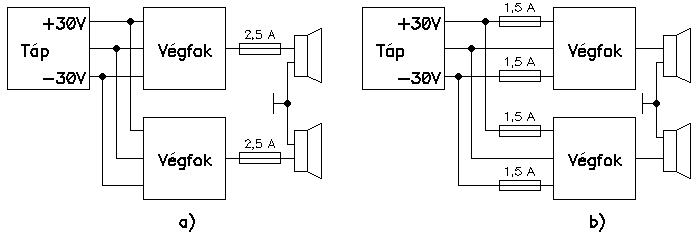 +30V
Táp
−30V
Végfok
2,5 A
Végfok
2,5 A
a)
+30V
Táp
−30V
1,5 A
1,5 A
Végfok
1,5 A
1,5 A
Végfok
b)